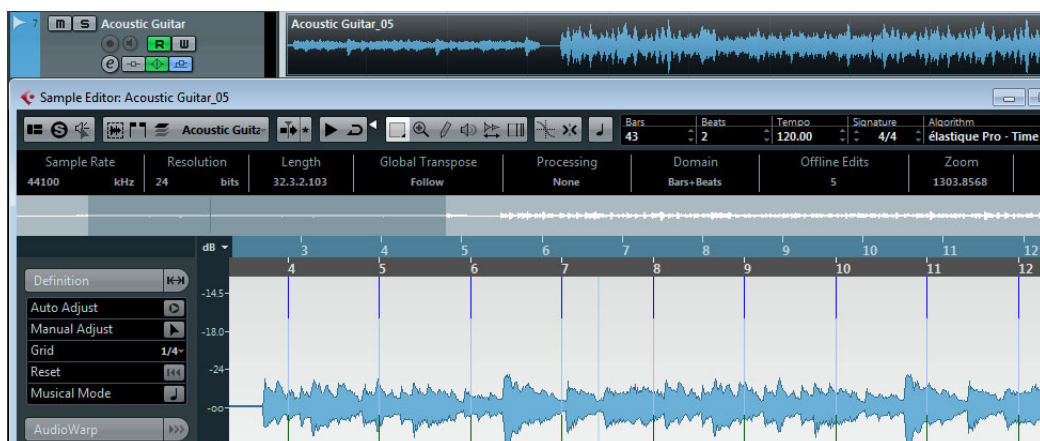 7 m S Acoustic Guitar
R W
e
Acoustic Guitar_05
Sample Editor: Acoustic Guitar_05
S Acoustic Guita
Bars Beats Tempo Signature Algorithm
43 2 120.00 4/4 élastique Pro - Time
Sample Rate Resolution Length Global Transpose Processing Domain Offline Edits Zoom
44100 kHz 24 bits 32.3.2.103 Follow None Bars+Beats 5 1303.8568
dB 3 4 5 6 7 8 9 10 11 12
4 5 6 7 8 9 10 11 12
Definition
-14.5
Auto Adjust
Manual Adjust
-18.0
Grid 1/4
Reset
-24
Musical Mode
-oo
AudioWarp